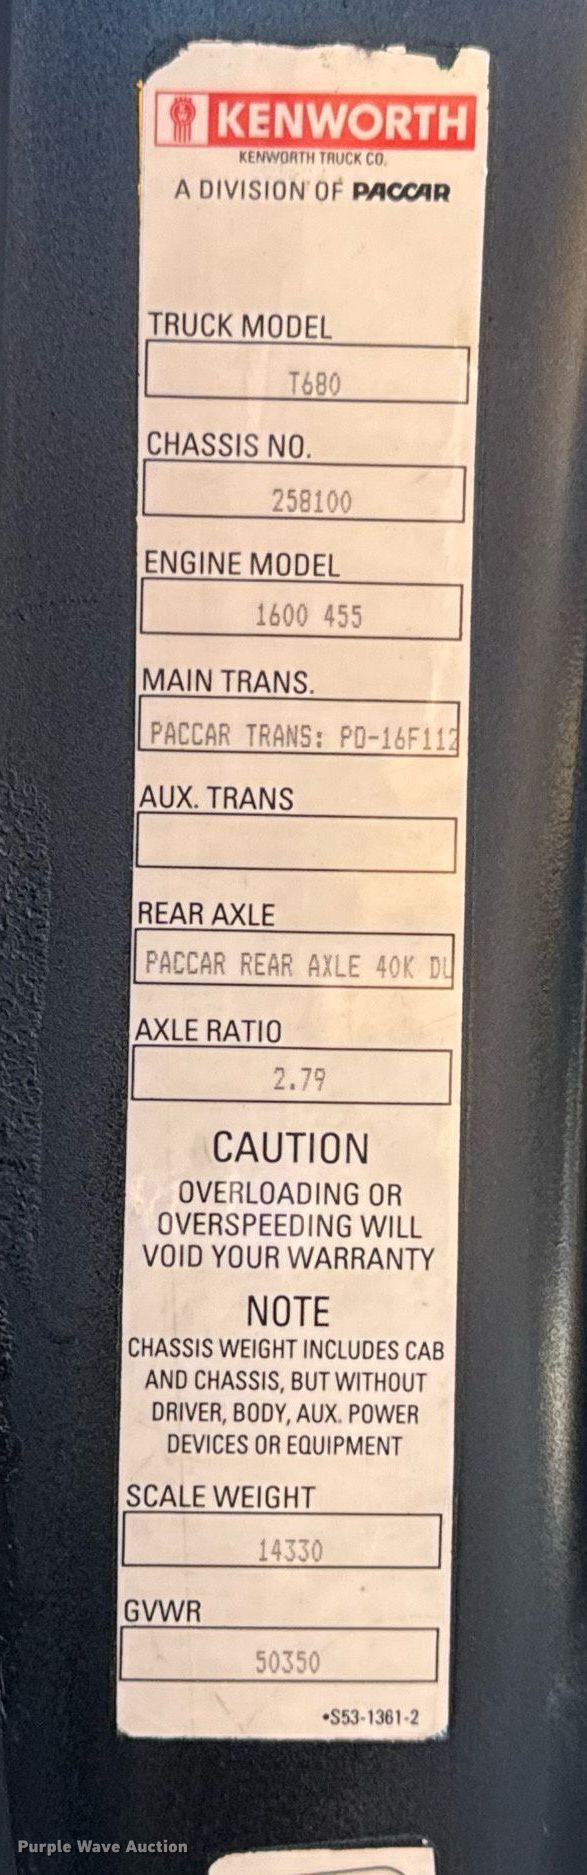 KENWORTH
KENWORTH TRUCK CO.
A DIVISION OF PACCAR
TRUCK MODEL
T680
CHASSIS NO.
258100
ENGINE MODEL
1600 455
MAIN TRANS.
PACCAR TRANS: PO-16F112
AUX. TRANS
REAR AXLE
PACCAR REAR AXLE 40K DU
AXLE RATIO
2.79
CAUTION
OVERLOADING OR
OVERSPEEDING WILL
VOID YOUR WARRANTY
NOTE
CHASSIS WEIGHT INCLUDES CAB
AND CHASSIS, BUT WITHOUT
DRIVER, BODY, AUX. POWER
DEVICES OR EQUIPMENT
SCALE WEIGHT
14330
GVWR
50350
•S53-1361-2
Purple Wave Auction